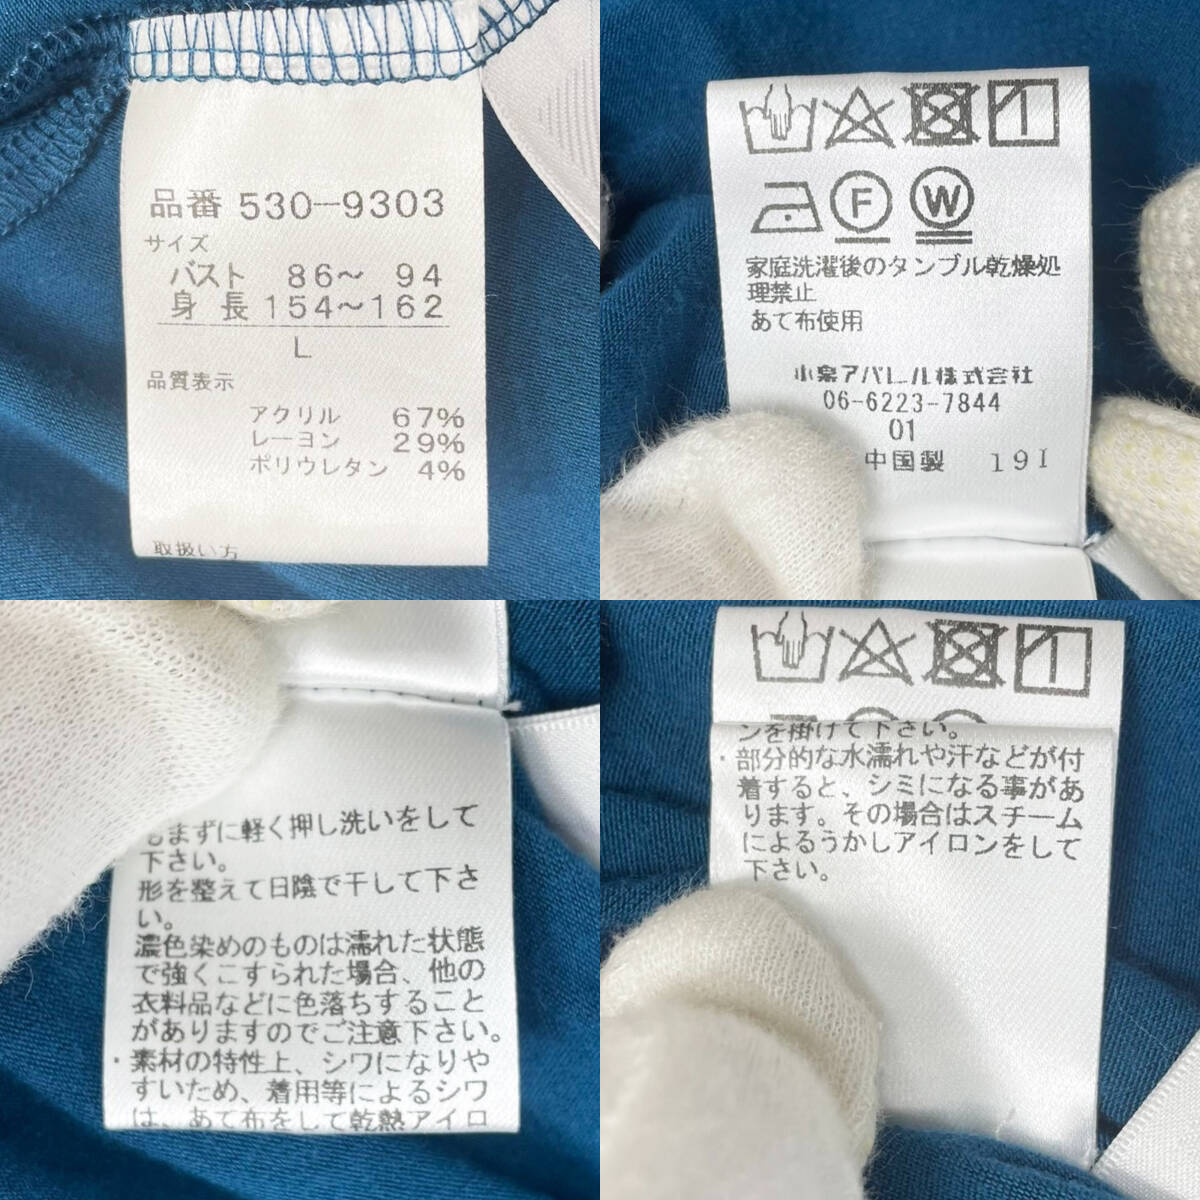 品番 530-9303
サイズ
バスト 86〜 94
身 長 154〜162
L
品質表示
アクリル 67%
レーヨン 29%
ポリウレタン 4%
取扱い方
F W
家庭洗濯後のタンブル乾燥処
理禁止
あて布使用
小泉アパレル株式会社
06-6223-7844
01
中国製 191
まずに軽く押し洗いをして
下さい。
形を整えて日陰で干して下さ
い。
濃色染めのものは濡れた状態
で強くこすられた場合、他の
衣料品などに色落ちすること
がありますのでご注意下さい。
・素材の特性上、シワになりや
すいため、着用等によるシワ
は、あて布をして乾熱アイロ
ンを掛けて下さい。
・部分的な水濡れや汗などが付
着すると、シミになる事があ
ります。その場合はスチーム
によるうかしアイロンをして
下さい。